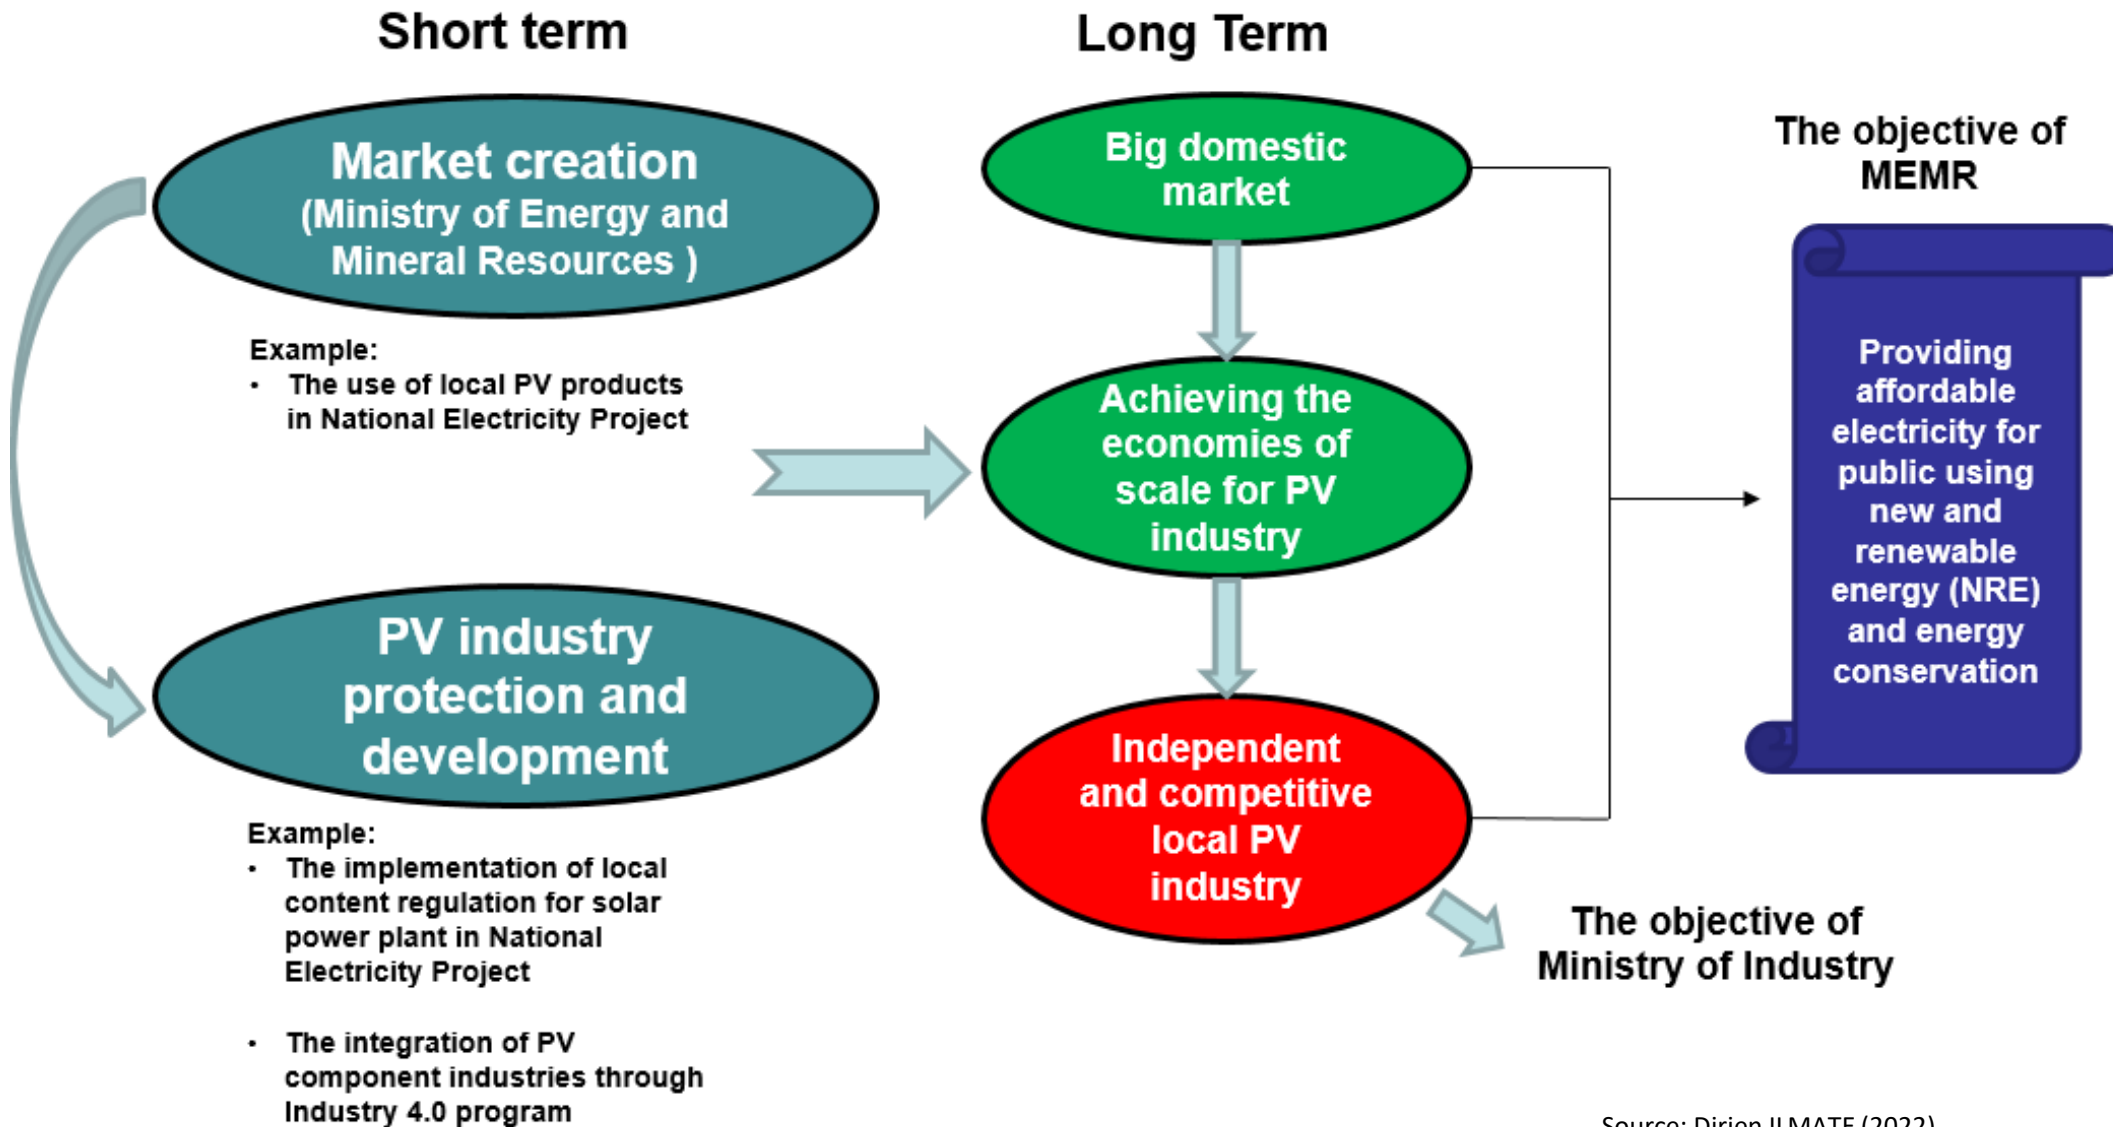 Short term
Market creation
(Ministry of Energy and
Mineral Resources )
Example:
• The use of local PV products
in National Electricity Project
PV industry
protection and
development
Example:
• The implementation of local
content regulation for solar
power plant in National
Electricity Project
• The integration of PV
component industries through
Industry 4.0 program
Long Term
Big domestic
market
Achieving the
economies of
scale for PV
industry
Independent
and competitive
local PV
industry
The objective of
MEMR
Providing
affordable
electricity for
public using
new and
renewable
energy (NRE)
and energy
conservation
The objective of
Ministry of Industry
Source: Dirjen ILMATE (2022)